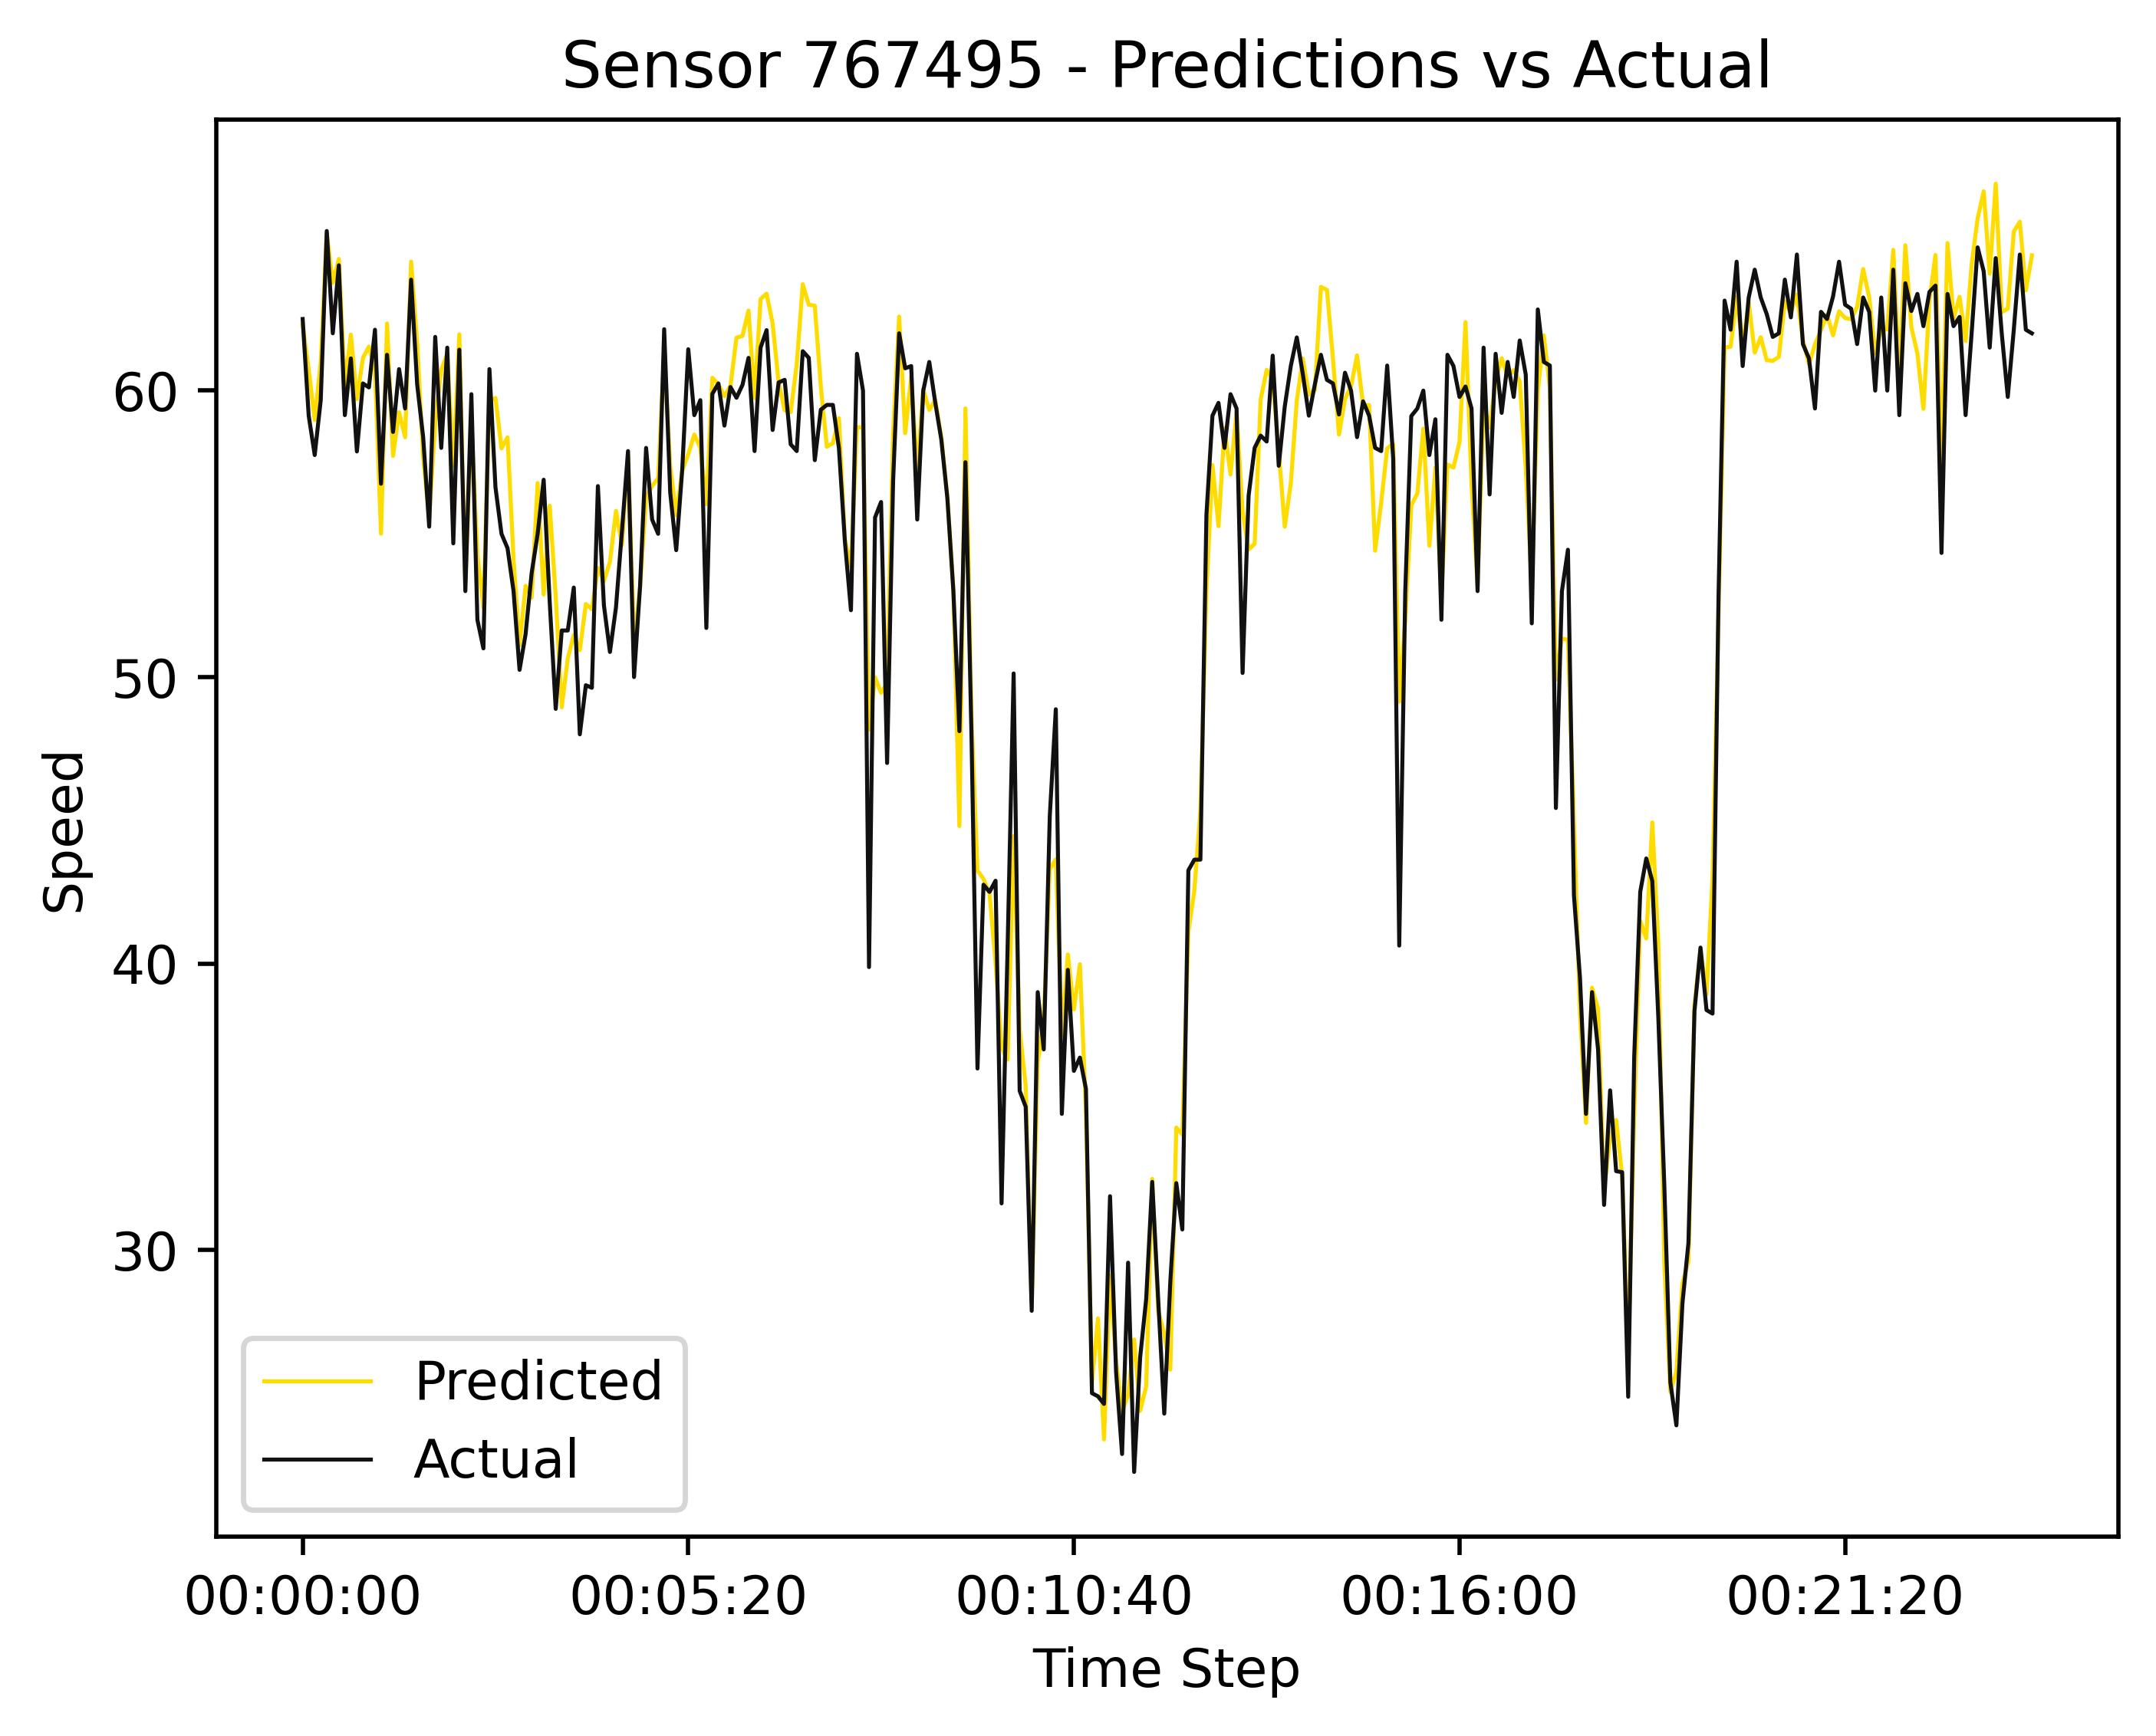 Sensor 767495 - Predictions vs Actual
60
50
40
30
Speed
Predicted
Actual
00:00:00 00:05:20 00:10:40 00:16:00 00:21:20
Time Step